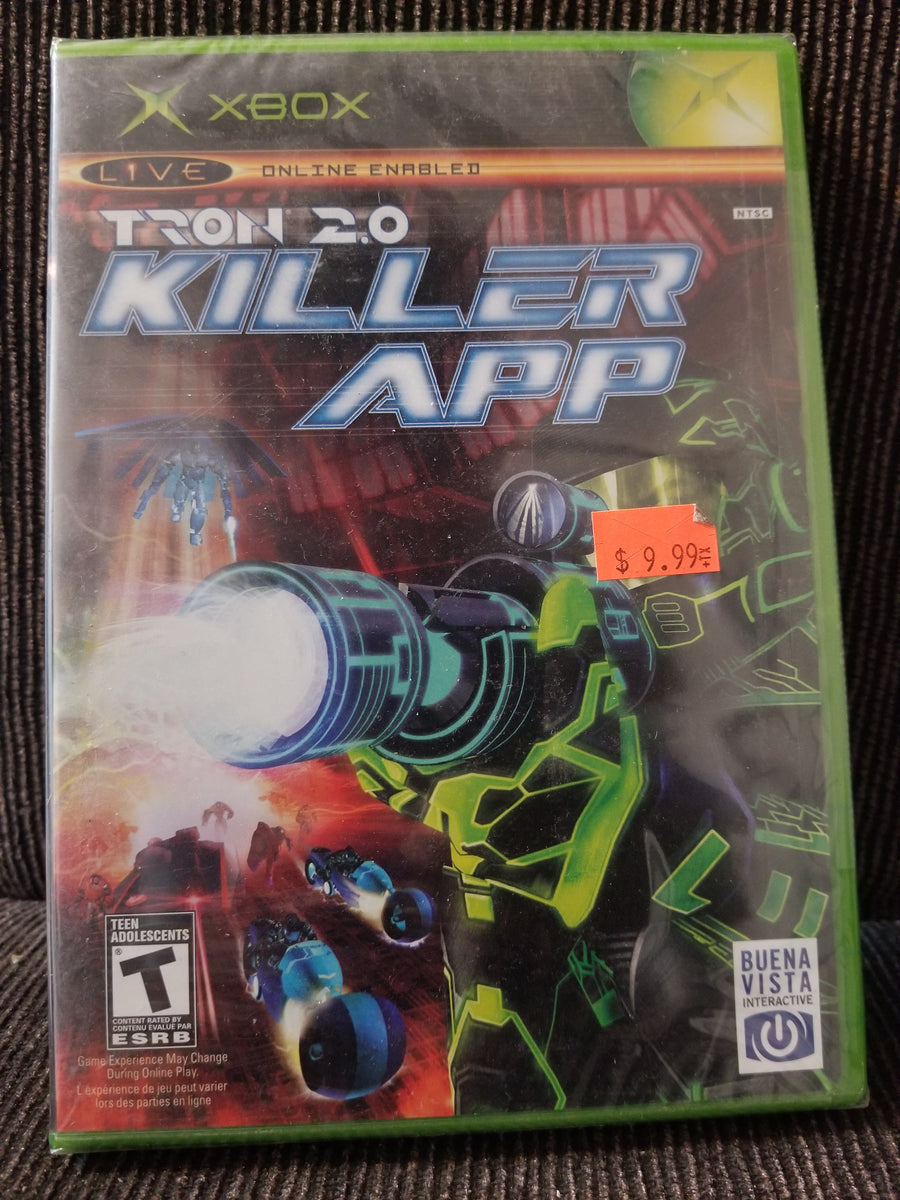 XBOX
LIVE ONLINE ENABLED
NTSC
TRON 2.0
KILLER
APP
$ 9.99 +TX
TEEN
ADOLESCENTS
®
T
CONTENT RATED BY
CONTENU EVALUÉ PAR
ESRB
Game Experience May Change
During Online Play.
L'expérience de jeu peut varier
lors des parties en ligne
BUENA
VISTA
INTERACTIVE